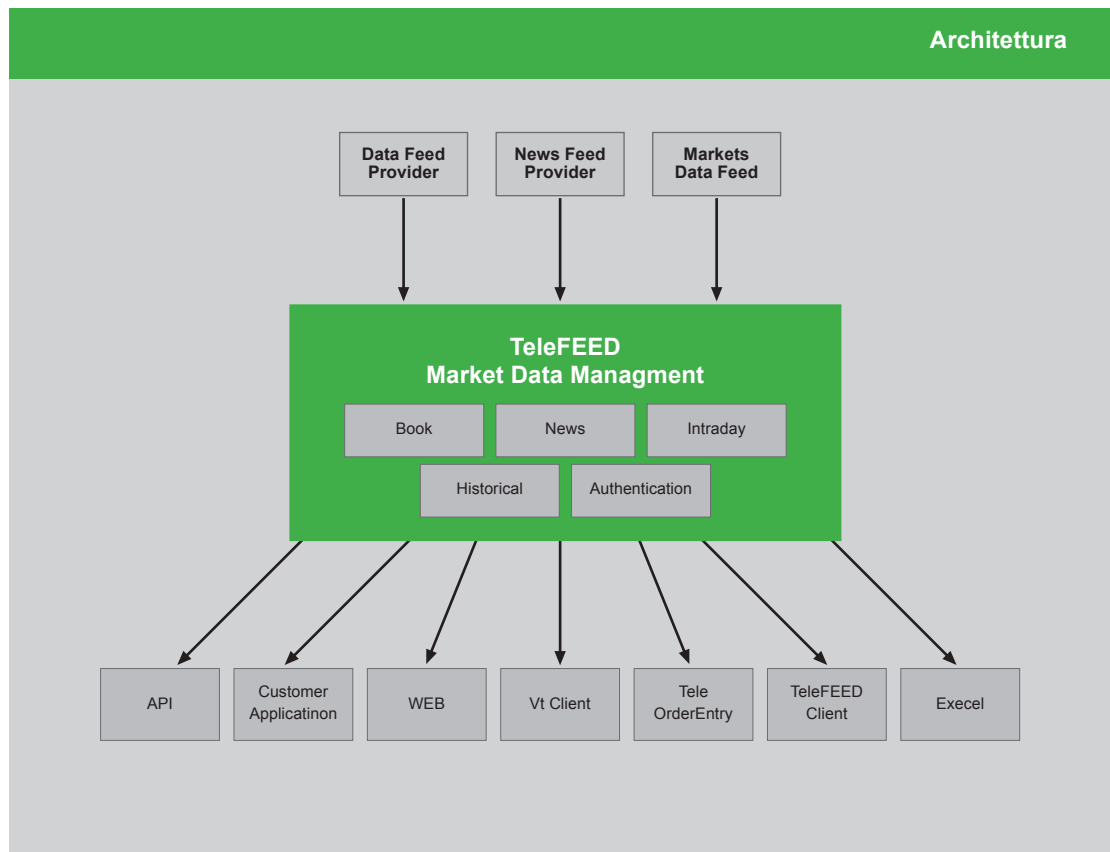 Architettura
Data Feed
Provider
News Feed
Provider
Markets
Data Feed
TeleFEED
Market Data Managment
Book
News
Intraday
Historical
Authentication
API
Customer
Applicatinon
WEB
Vt Client
Tele
OrderEntry
TeleFEED
Client
Execel